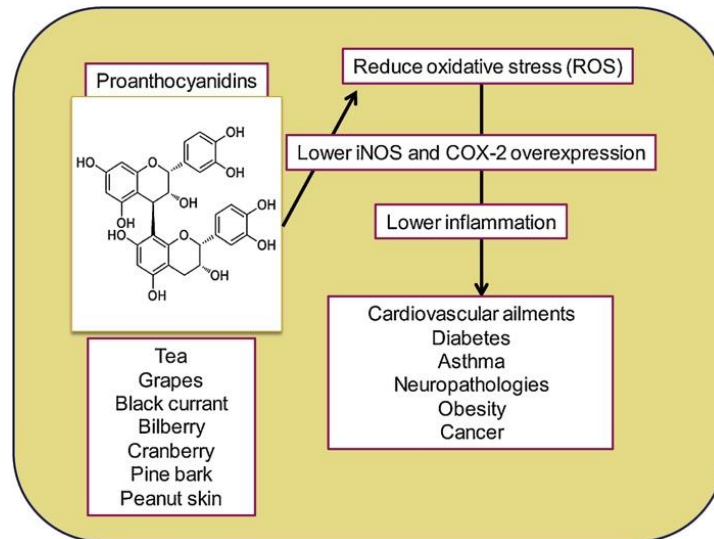 Proanthocyanidins
OH
OH
HO
O
HO
OH
HO
O
OH
OH
OH
OH
Tea
Grapes
Black currant
Bilberry
Cranberry
Pine bark
Peanut skin
Reduce oxidative stress (ROS)
Lower iNOS and COX-2 overexpression
Lower inflammation
Cardiovascular ailments
Diabetes
Asthma
Neuropathologies
Obesity
Cancer